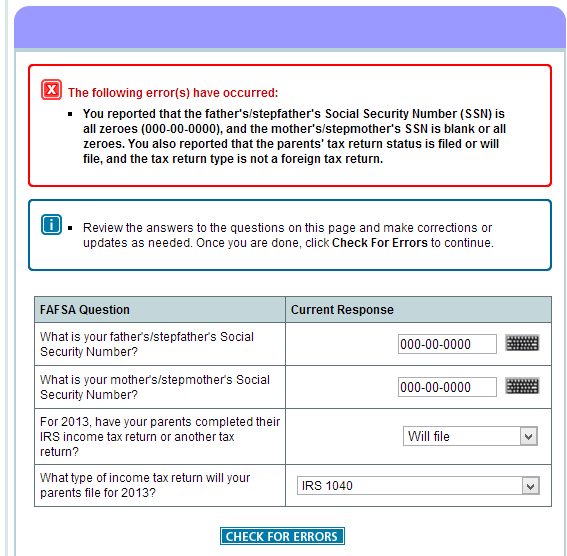 X The following error(s) have occurred:
▪ You reported that the father's/stepfather's Social Security Number (SSN) is
all zeroes (000-00-0000), and the mother's/stepmother's SSN is blank or all
zeroes. You also reported that the parents' tax return status is filed or will
file, and the tax return type is not a foreign tax return.
i ▪ Review the answers to the questions on this page and make corrections or
updates as needed. Once you are done, click Check For Errors to continue.
FAFSA Question Current Response
What is your father's/stepfather's Social
Security Number?
000-00-0000
What is your mother's/stepmother's Social
Security Number?
000-00-0000
For 2013, have your parents completed their
IRS income tax return or another tax
return?
Will file
What type of income tax return will your
parents file for 2013?
IRS 1040
CHECK FOR ERRORS